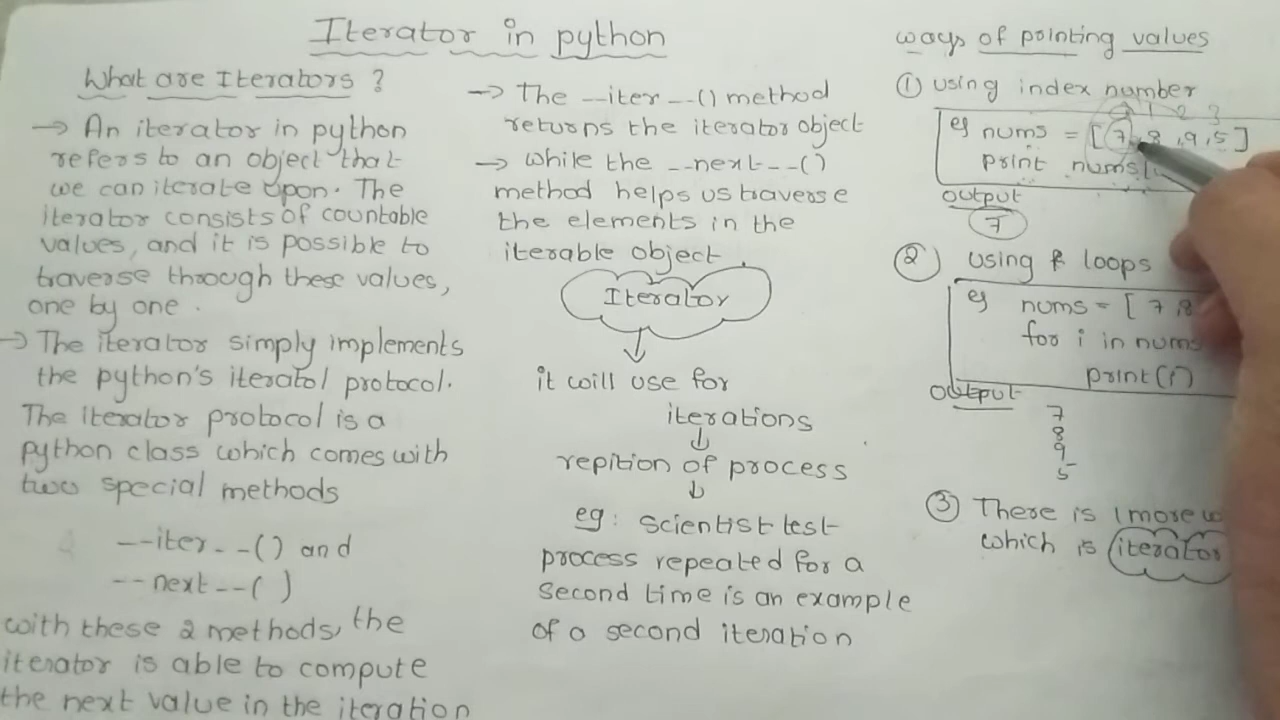 Iterator in python
What are Iterators ?
→ An iterator in python
refers to an object that
we can iterate upon. The
iterator consists of countable
values, and it is possible to
traverse through these values,
one by one .
→ The iterator simply implements
the python's iterator protocol.
The iterator protocol is a
python class which comes with
two special methods
--iter--() and
--next--( )
with these 2 methods, the
iterator is able to compute
the next value in the iteration
→ The --iter--() method
returns the iterator object
→ while the --next--()
method helps us traverse
the elements in the
iterable object .
Iterator
it will use for
iterations
↓
repition of process
↓
eg: scientist test
process repeated for a
second time is an example
of a second iteration
ways of printing values
① using index number
1 2 3
eg nums = [7,8,9,5]
print nums[
output
7
② using f loops
eg nums = [ 7,8
for i in nums
print(i)
output
7
8
9
5
③ There is 1 more
which is iterator